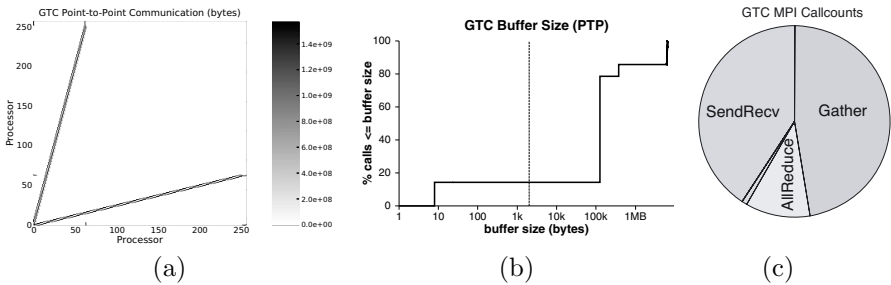 GTC Point-to-Point Communication (bytes)
250
200
150
100
50
0
Processor
0
50
100
150
200
250
Processor
1.4e+09
1.2e+09
1.0e+09
8.0e+08
6.0e+08
4.0e+08
2.0e+08
0.0e+00
(a)
GTC Buffer Size (PTP)
% calls <= buffer size
100
80
60
40
20
0
1
10
100
1k
10k
100k
1MB
buffer size (bytes)
(b)
GTC MPI Callcounts
SendRecv
Gather
AllReduce
(c)